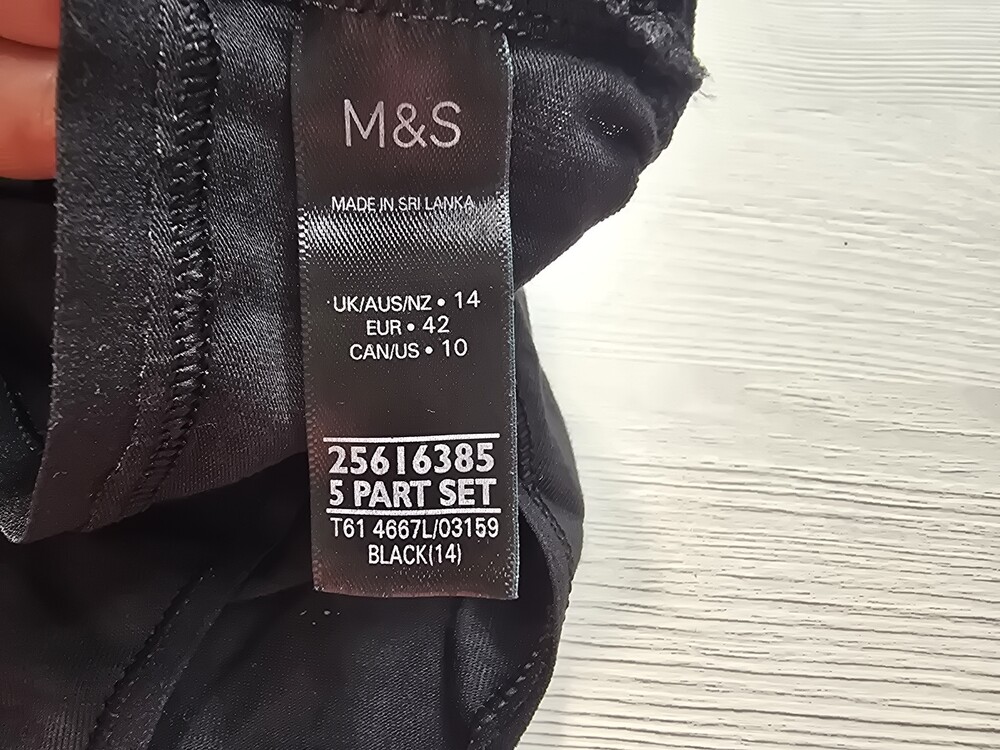 M&S
MADE IN SRI LANKA
UK/AUS/NZ • 14
EUR • 42
CAN/US • 10
25616385
5 PART SET
T61 4667L/03159
BLACK(14)